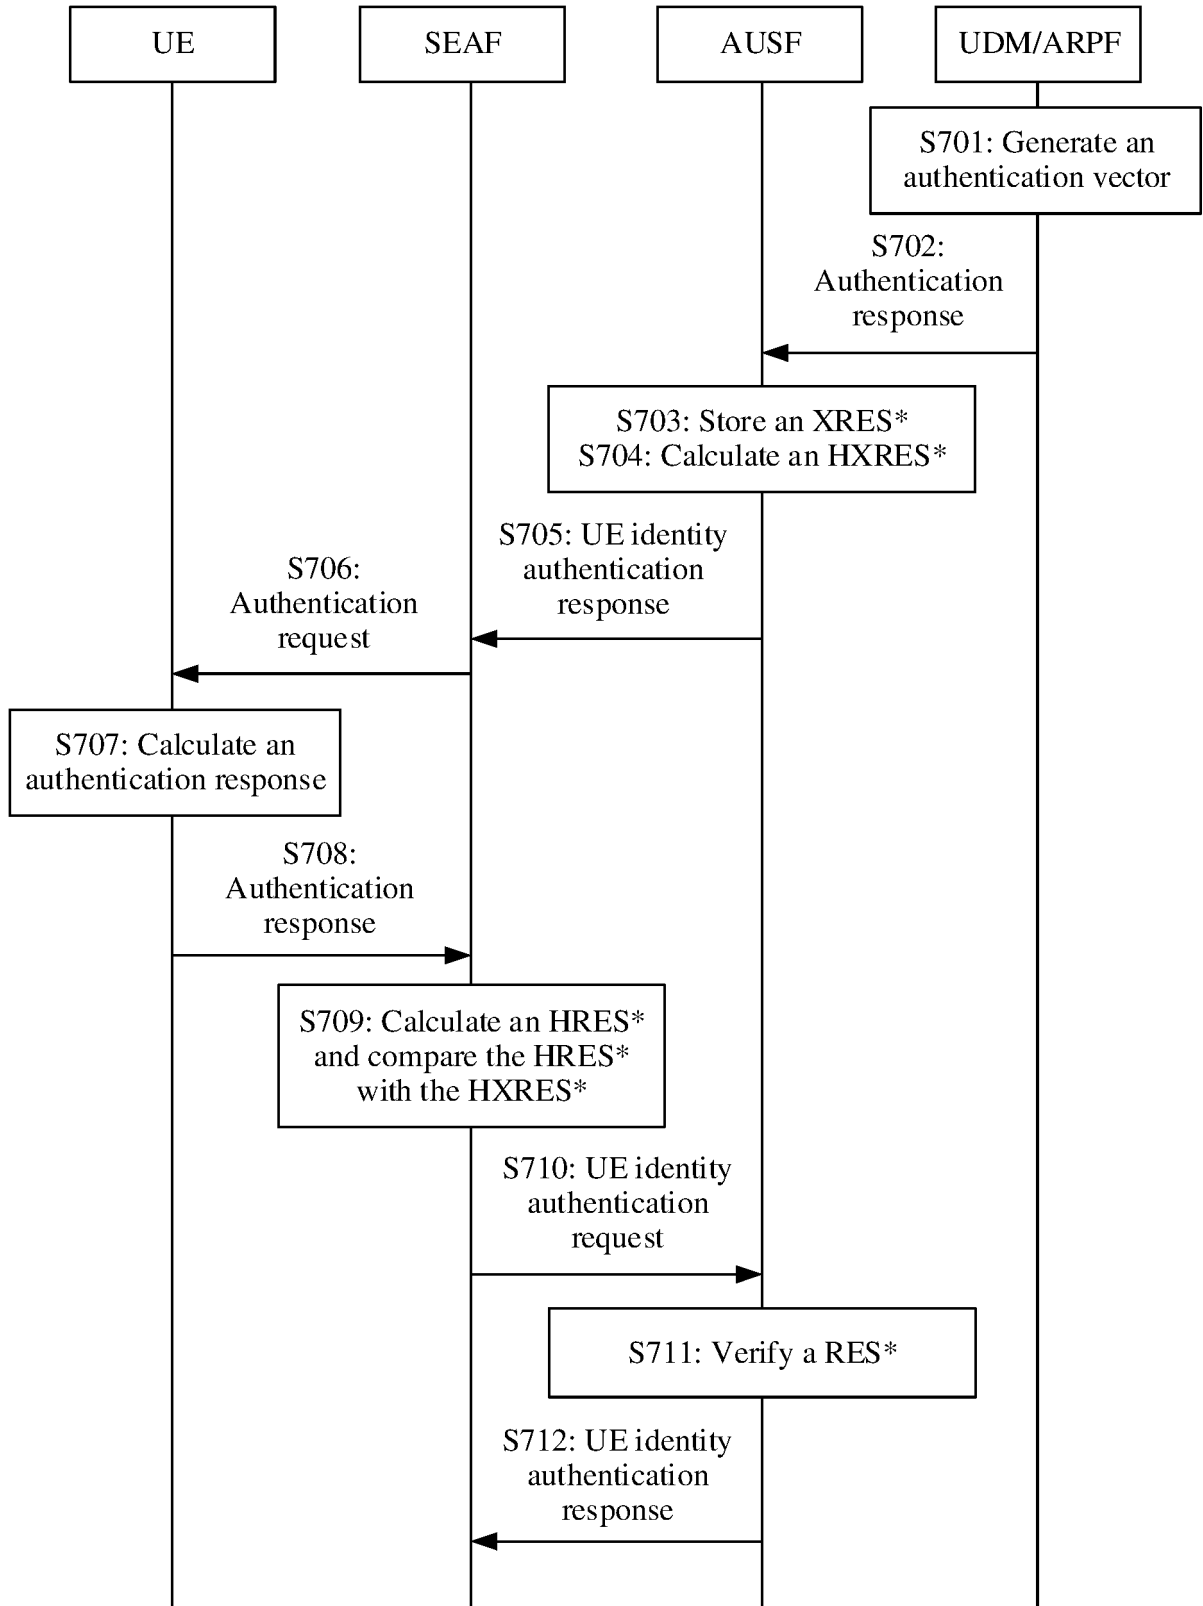 UE
SEAF
AUSF
UDM/ARPF
S701: Generate an
authentication vector
S702:
Authentication
response
S703: Store an XRES*
S704: Calculate an HXRES*
S705: UE identity
authentication
response
S706:
Authentication
request
S707: Calculate an
authentication response
S708:
Authentication
response
S709: Calculate an HRES*
and compare the HRES*
with the HXRES*
S710: UE identity
authentication
request
S711: Verify a RES*
S712: UE identity
authentication
response